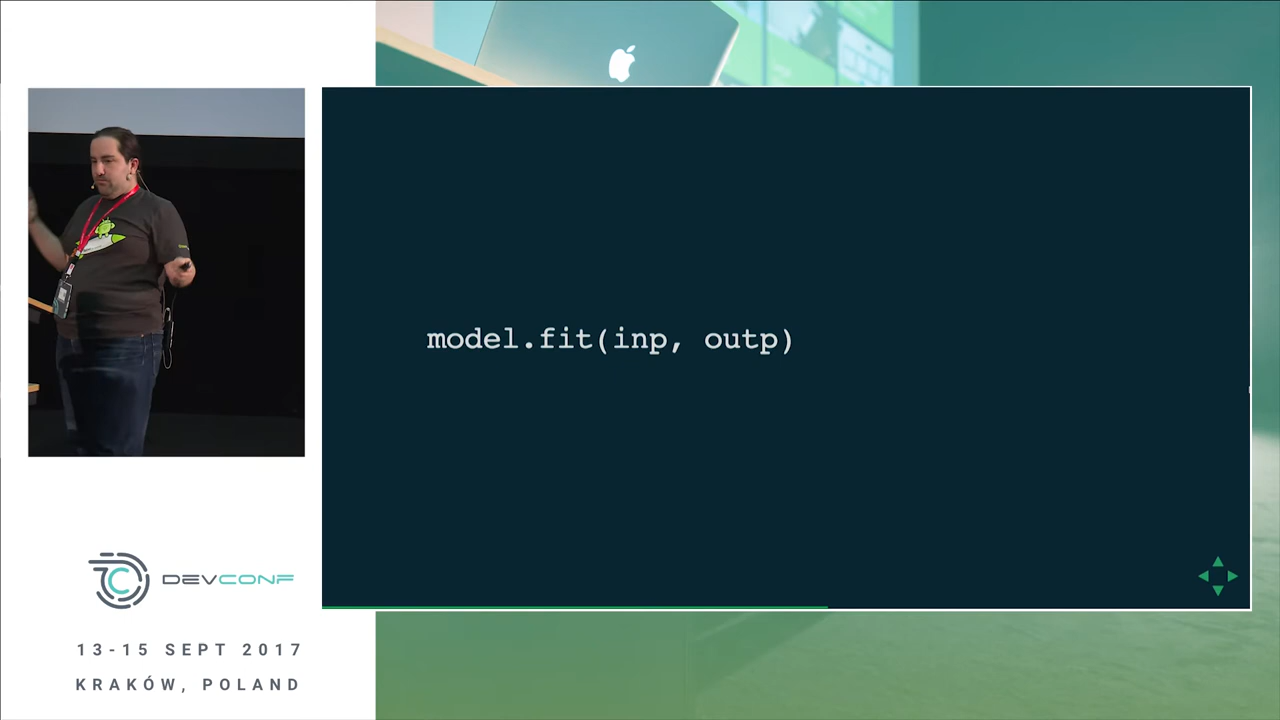 model.fit(inp, outp)
DEVCONF
13-15 SEPT 2017
KRAKÓW, POLAND